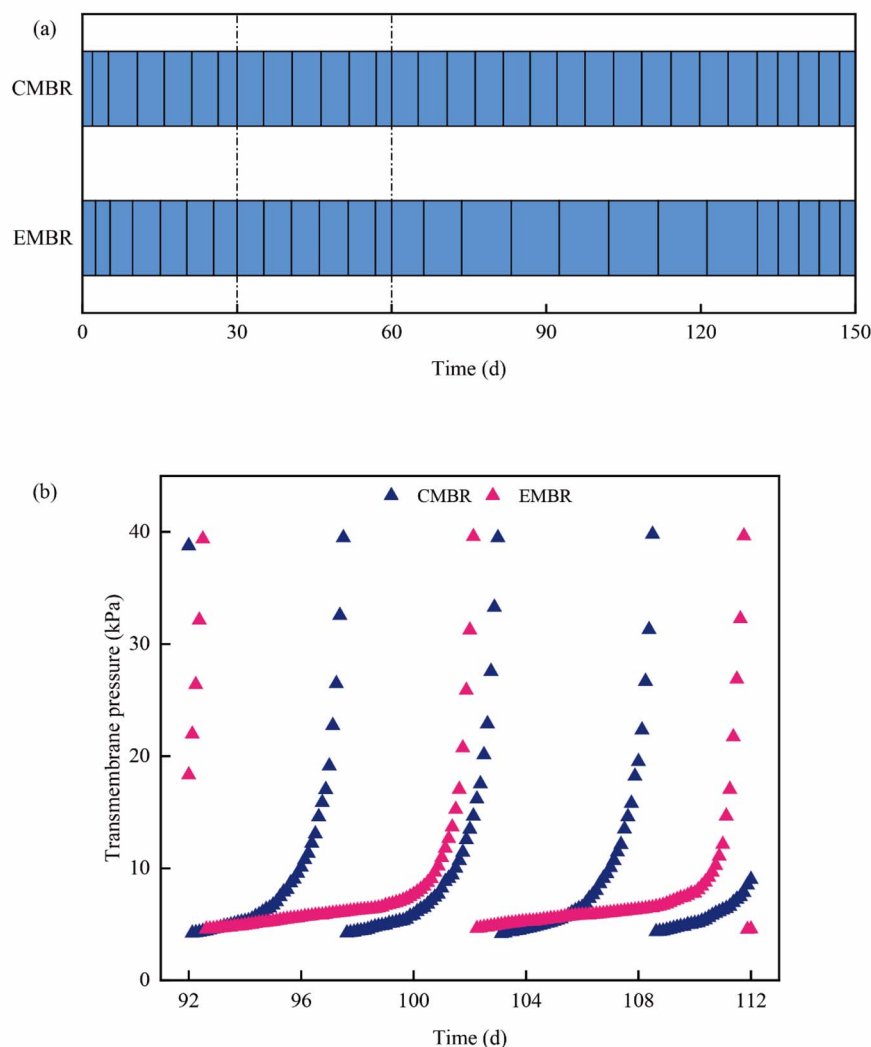 (a)
CMBR
EMBR
0 30 60 90 120 150
Time (d)
(b)
CMBR EMBR
40
30
20
10
0
Transmembrane pressure (kPa)
92 96 100 104 108 112
Time (d)